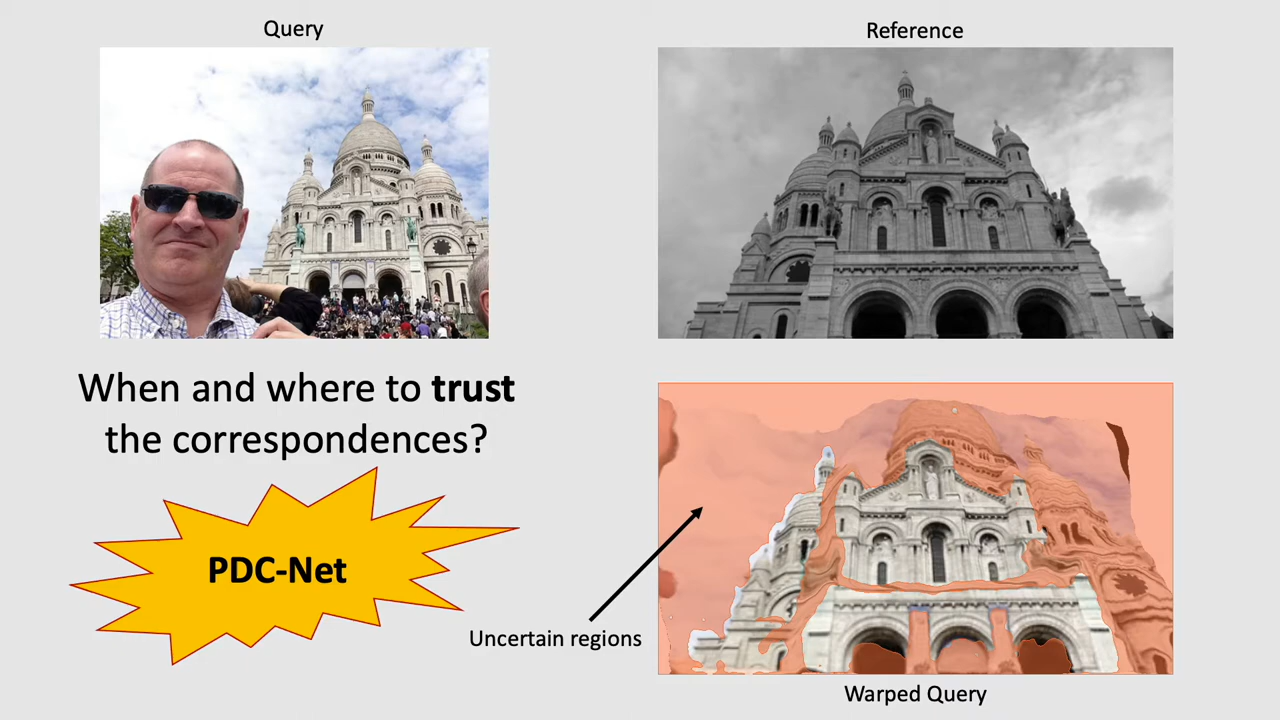 Query
Reference
When and where to trust
the correspondences?
PDC-Net
Uncertain regions
Warped Query